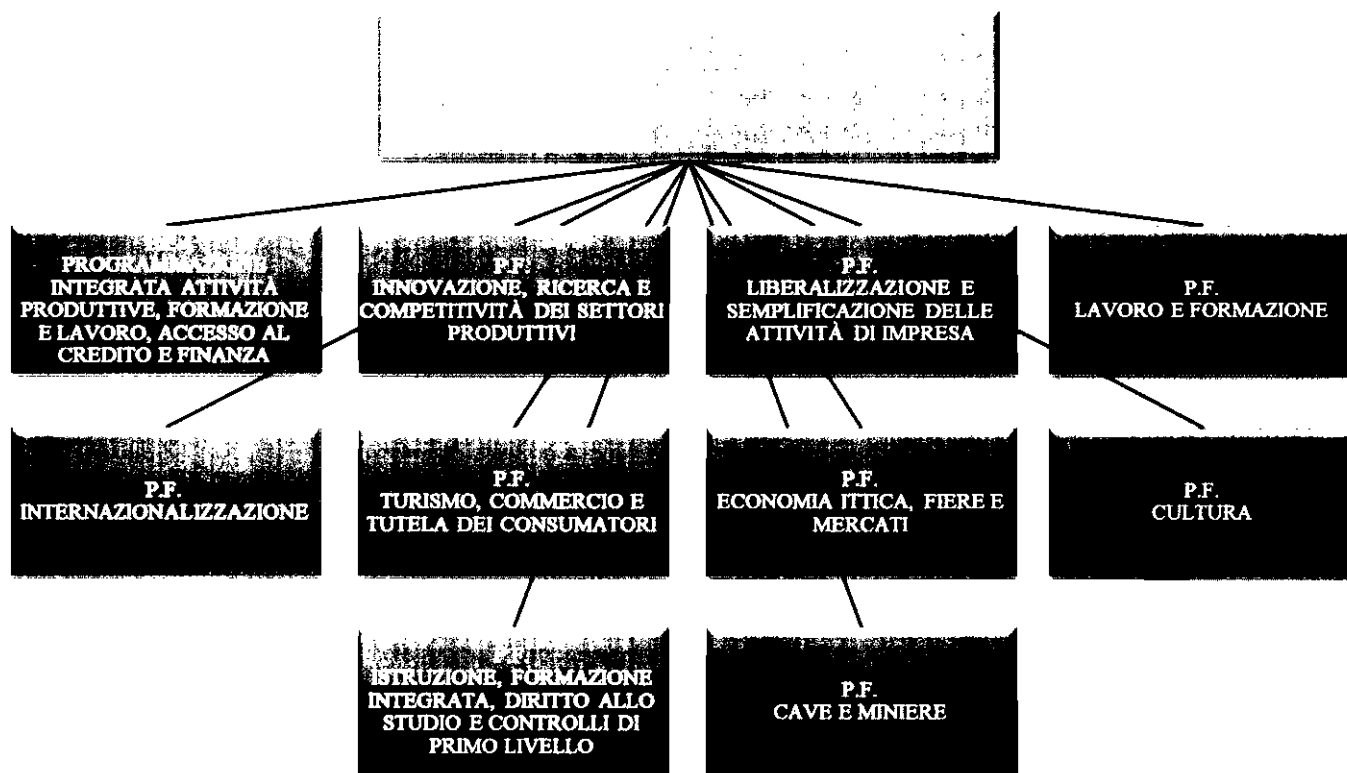 PROGRAMMAZIONE
INTEGRATA ATTIVITÀ
PRODUTTIVE, FORMAZIONE
E LAVORO, ACCESSO AL
CREDITO E FINANZA
P.F.
INNOVAZIONE, RICERCA E
COMPETITIVITÀ DEI SETTORI
PRODUTTIVI
P.F.
LIBERALIZZAZIONE E
SEMPLIFICAZIONE DELLE
ATTIVITÀ DI IMPRESA
P.F.
LAVORO E FORMAZIONE
P.F.
INTERNAZIONALIZZAZIONE
P.F.
TURISMO, COMMERCIO E
TUTELA DEI CONSUMATORI
P.F.
ECONOMIA ITTICA, FIERE E
MERCATI
P.F.
CULTURA
P.F.
ISTRUZIONE, FORMAZIONE
INTEGRATA, DIRITTO ALLO
STUDIO E CONTROLLI DI
PRIMO LIVELLO
P.F.
CAVE E MINIERE